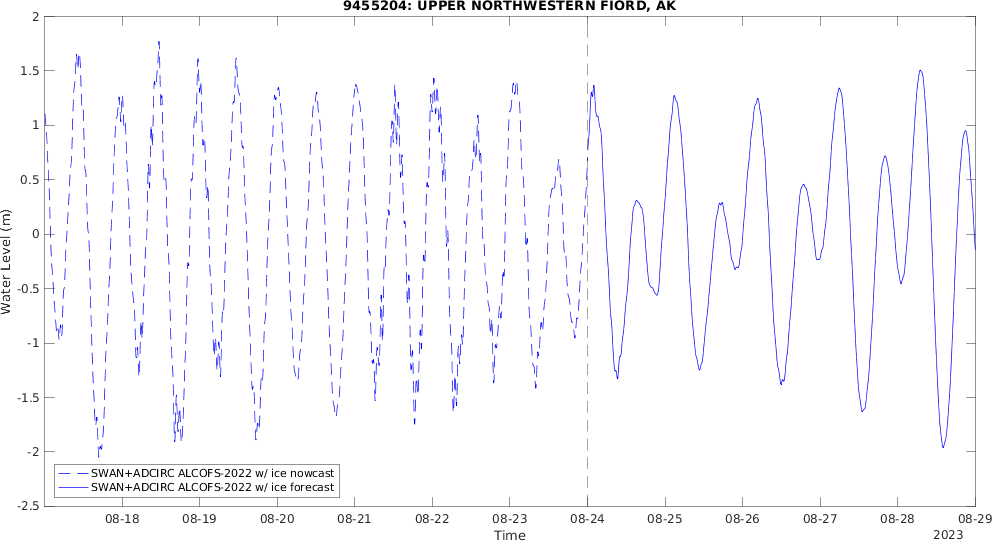 9455204: UPPER NORTHWESTERN FIORD, AK
2
1.5
1
0.5
0
-0.5
-1
-1.5
-2
-2.5
Water Level (m)
SWAN+ADCIRC ALCOFS-2022 w/ ice nowcast
SWAN+ADCIRC ALCOFS-2022 w/ ice forecast
08-18 08-19 08-20 08-21 08-22 08-23 08-24 08-25 08-26 08-27 08-28 08-29
Time
2023